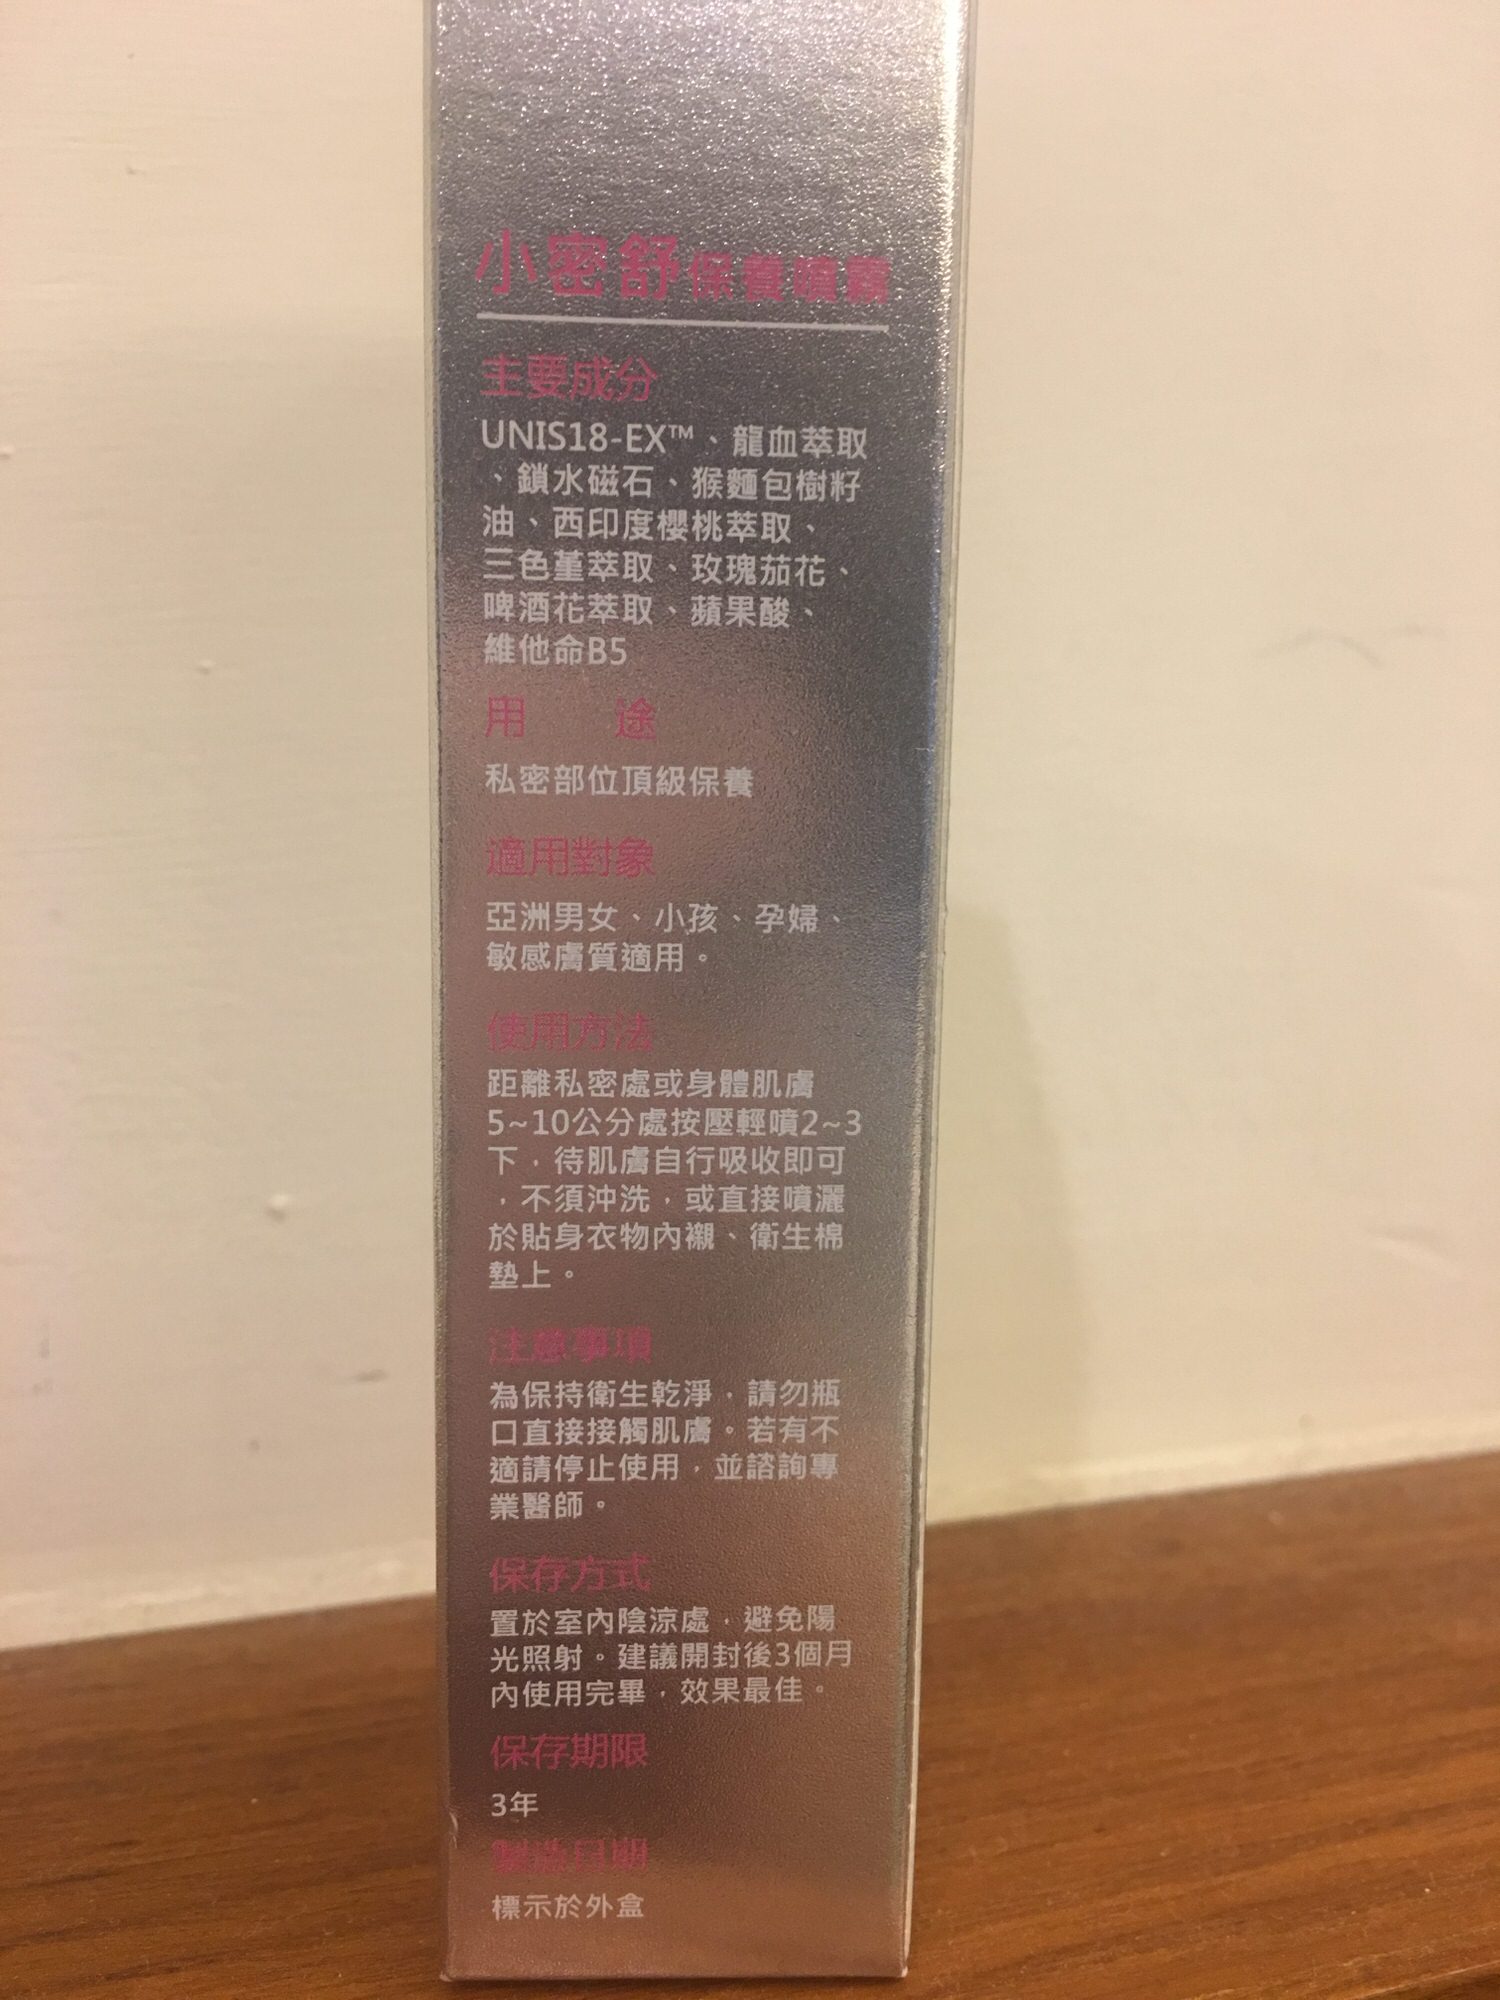 小密舒保養噴霧
主要成分
UNIS18-EX™、龍血萃取
、鎖水磁石、猴麵包樹籽
油、西印度櫻桃萃取、
三色堇萃取、玫瑰茄花、
啤酒花萃取、蘋果酸、
維他命B5
用 途
私密部位頂級保養
適用對象
亞洲男女、小孩、孕婦、
敏感膚質適用。
使用方法
距離私密處或身體肌膚
5~10公分處按壓輕噴2~3
下,待肌膚自行吸收即可
,不須沖洗,或直接噴灑
於貼身衣物內襯、衛生棉
墊上。
注意事項
為保持衛生乾淨,請勿瓶
口直接接觸肌膚。若有不
適請停止使用,並諮詢專
業醫師。
保存方式
置於室內陰涼處,避免陽
光照射。建議開封後3個月
內使用完畢,效果最佳。
保存期限
3年
製造日期
標示於外盒